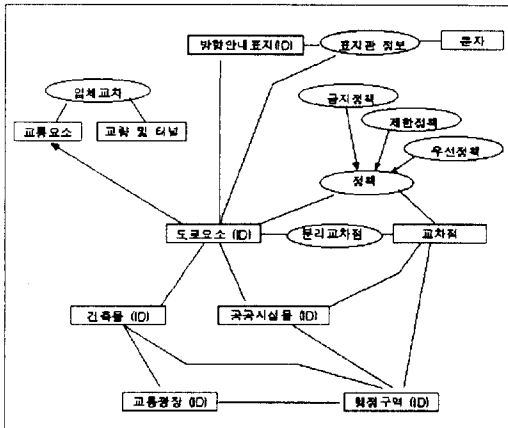 방향안내표지(ID)
표지판 정보
문자
입체교차
금지정책
제한정책
우선정책
교통요소
교량 및 터널
정책
도로요소 (ID)
분리교차점
교차점
건축물 (ID)
공공시설물 (ID)
교통광장 (ID)
행정구역 (ID)